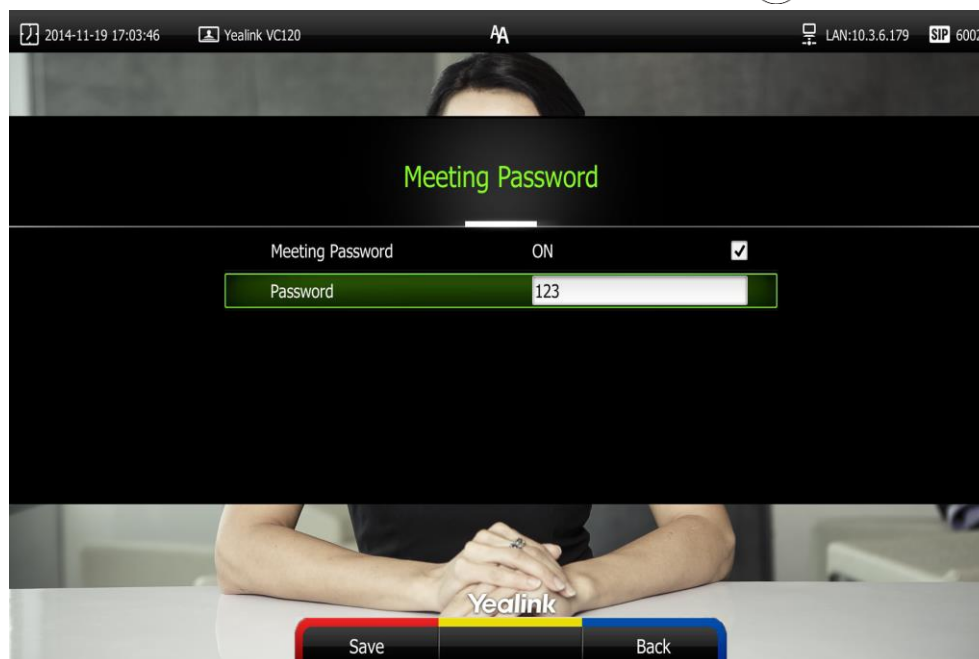 2014-11-19 17:03:46 Yealink VC120 AA LAN:10.3.6.179 SIP 6002
Meeting Password
Meeting Password ON
Password 123
Yealink
Save Back